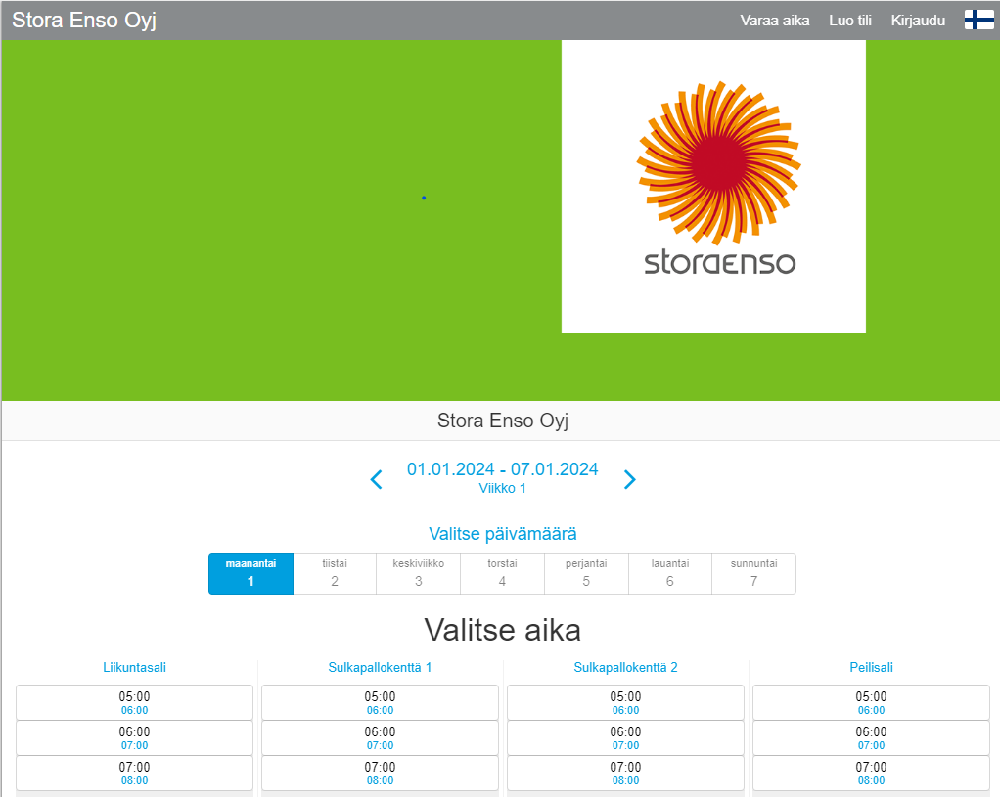 Stora Enso Oyj
Varaa aika Luo tili Kirjaudu
storaenso
Stora Enso Oyj
01.01.2024 - 07.01.2024
Viikko 1
Valitse päivämäärä
maanantai tiistai keskiviikko torstai perjantai lauantai sunnuntai
1 2 3 4 5 6 7
Valitse aika
Liikuntasali Sulkapallokenttä 1 Sulkapallokenttä 2 Peilisali
05:00 05:00 05:00 05:00
06:00 06:00 06:00 06:00
06:00 06:00 06:00 06:00
07:00 07:00 07:00 07:00
07:00 07:00 07:00 07:00
08:00 08:00 08:00 08:00